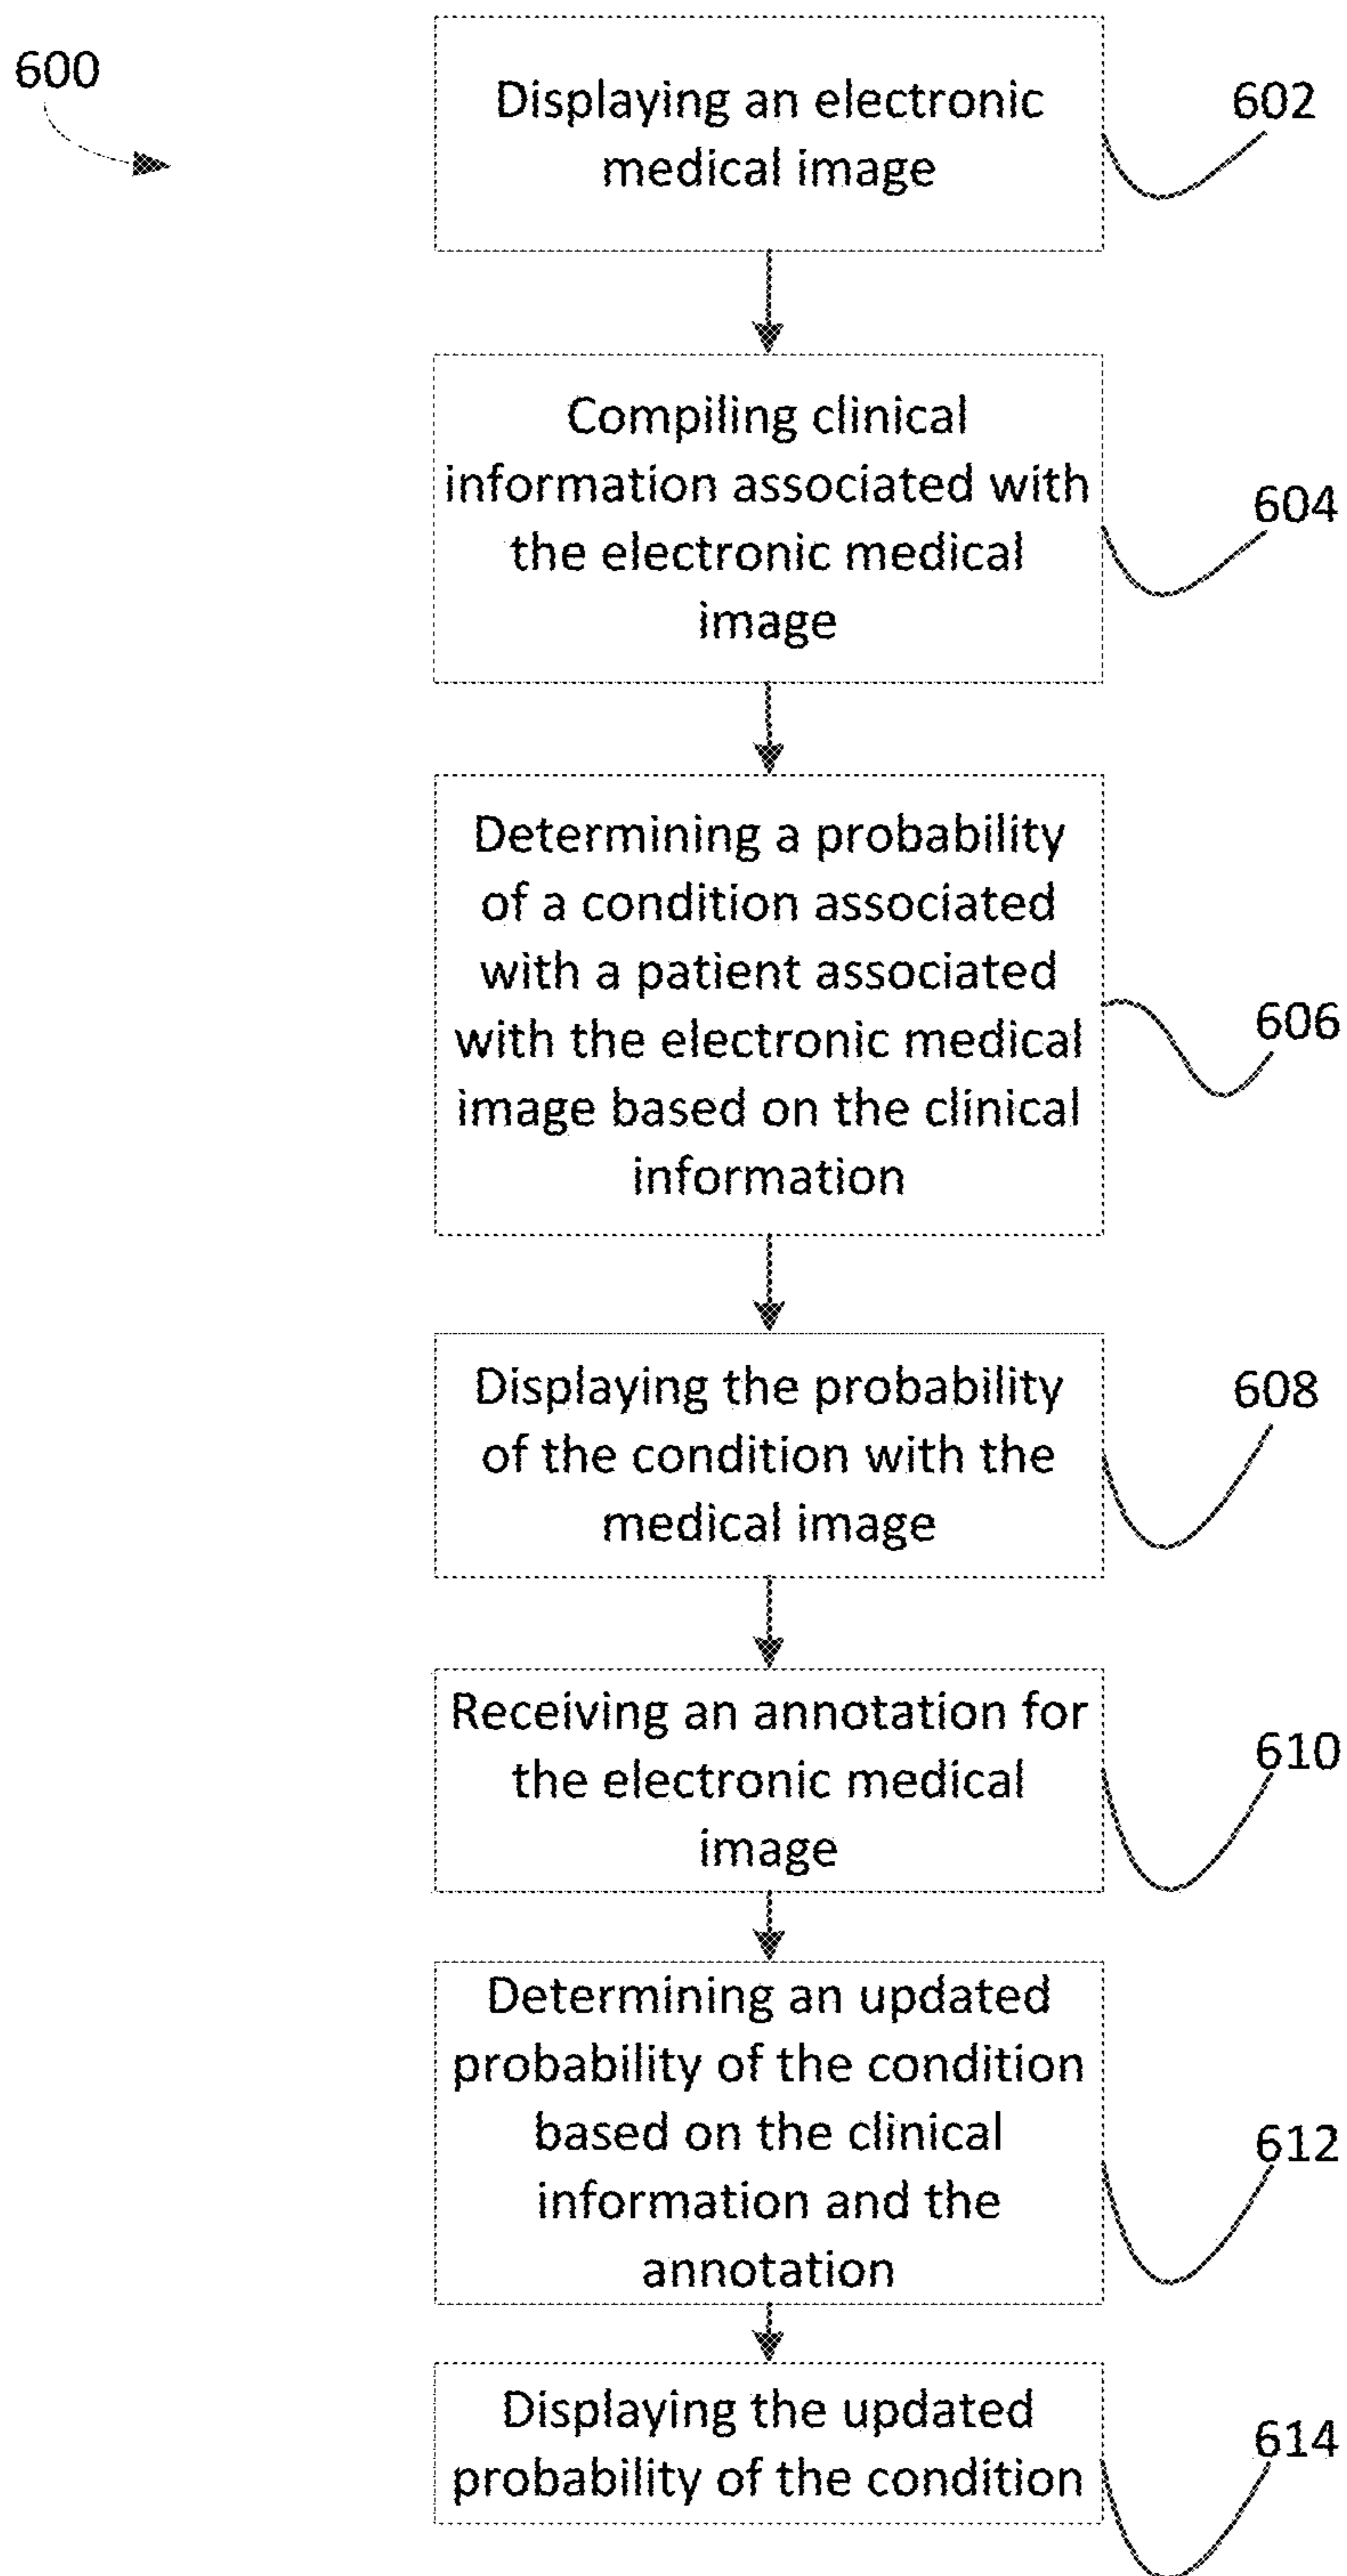 600
Displaying an electronic
medical image
602
Compiling clinical
information associated with
the electronic medical
image
604
Determining a probability
of a condition associated
with a patient associated
with the electronic medical
image based on the clinical
information
606
Displaying the probability
of the condition with the
medical image
608
Receiving an annotation for
the electronic medical
image
610
Determining an updated
probability of the condition
based on the clinical
information and the
annotation
612
Displaying the updated
probability of the condition
614